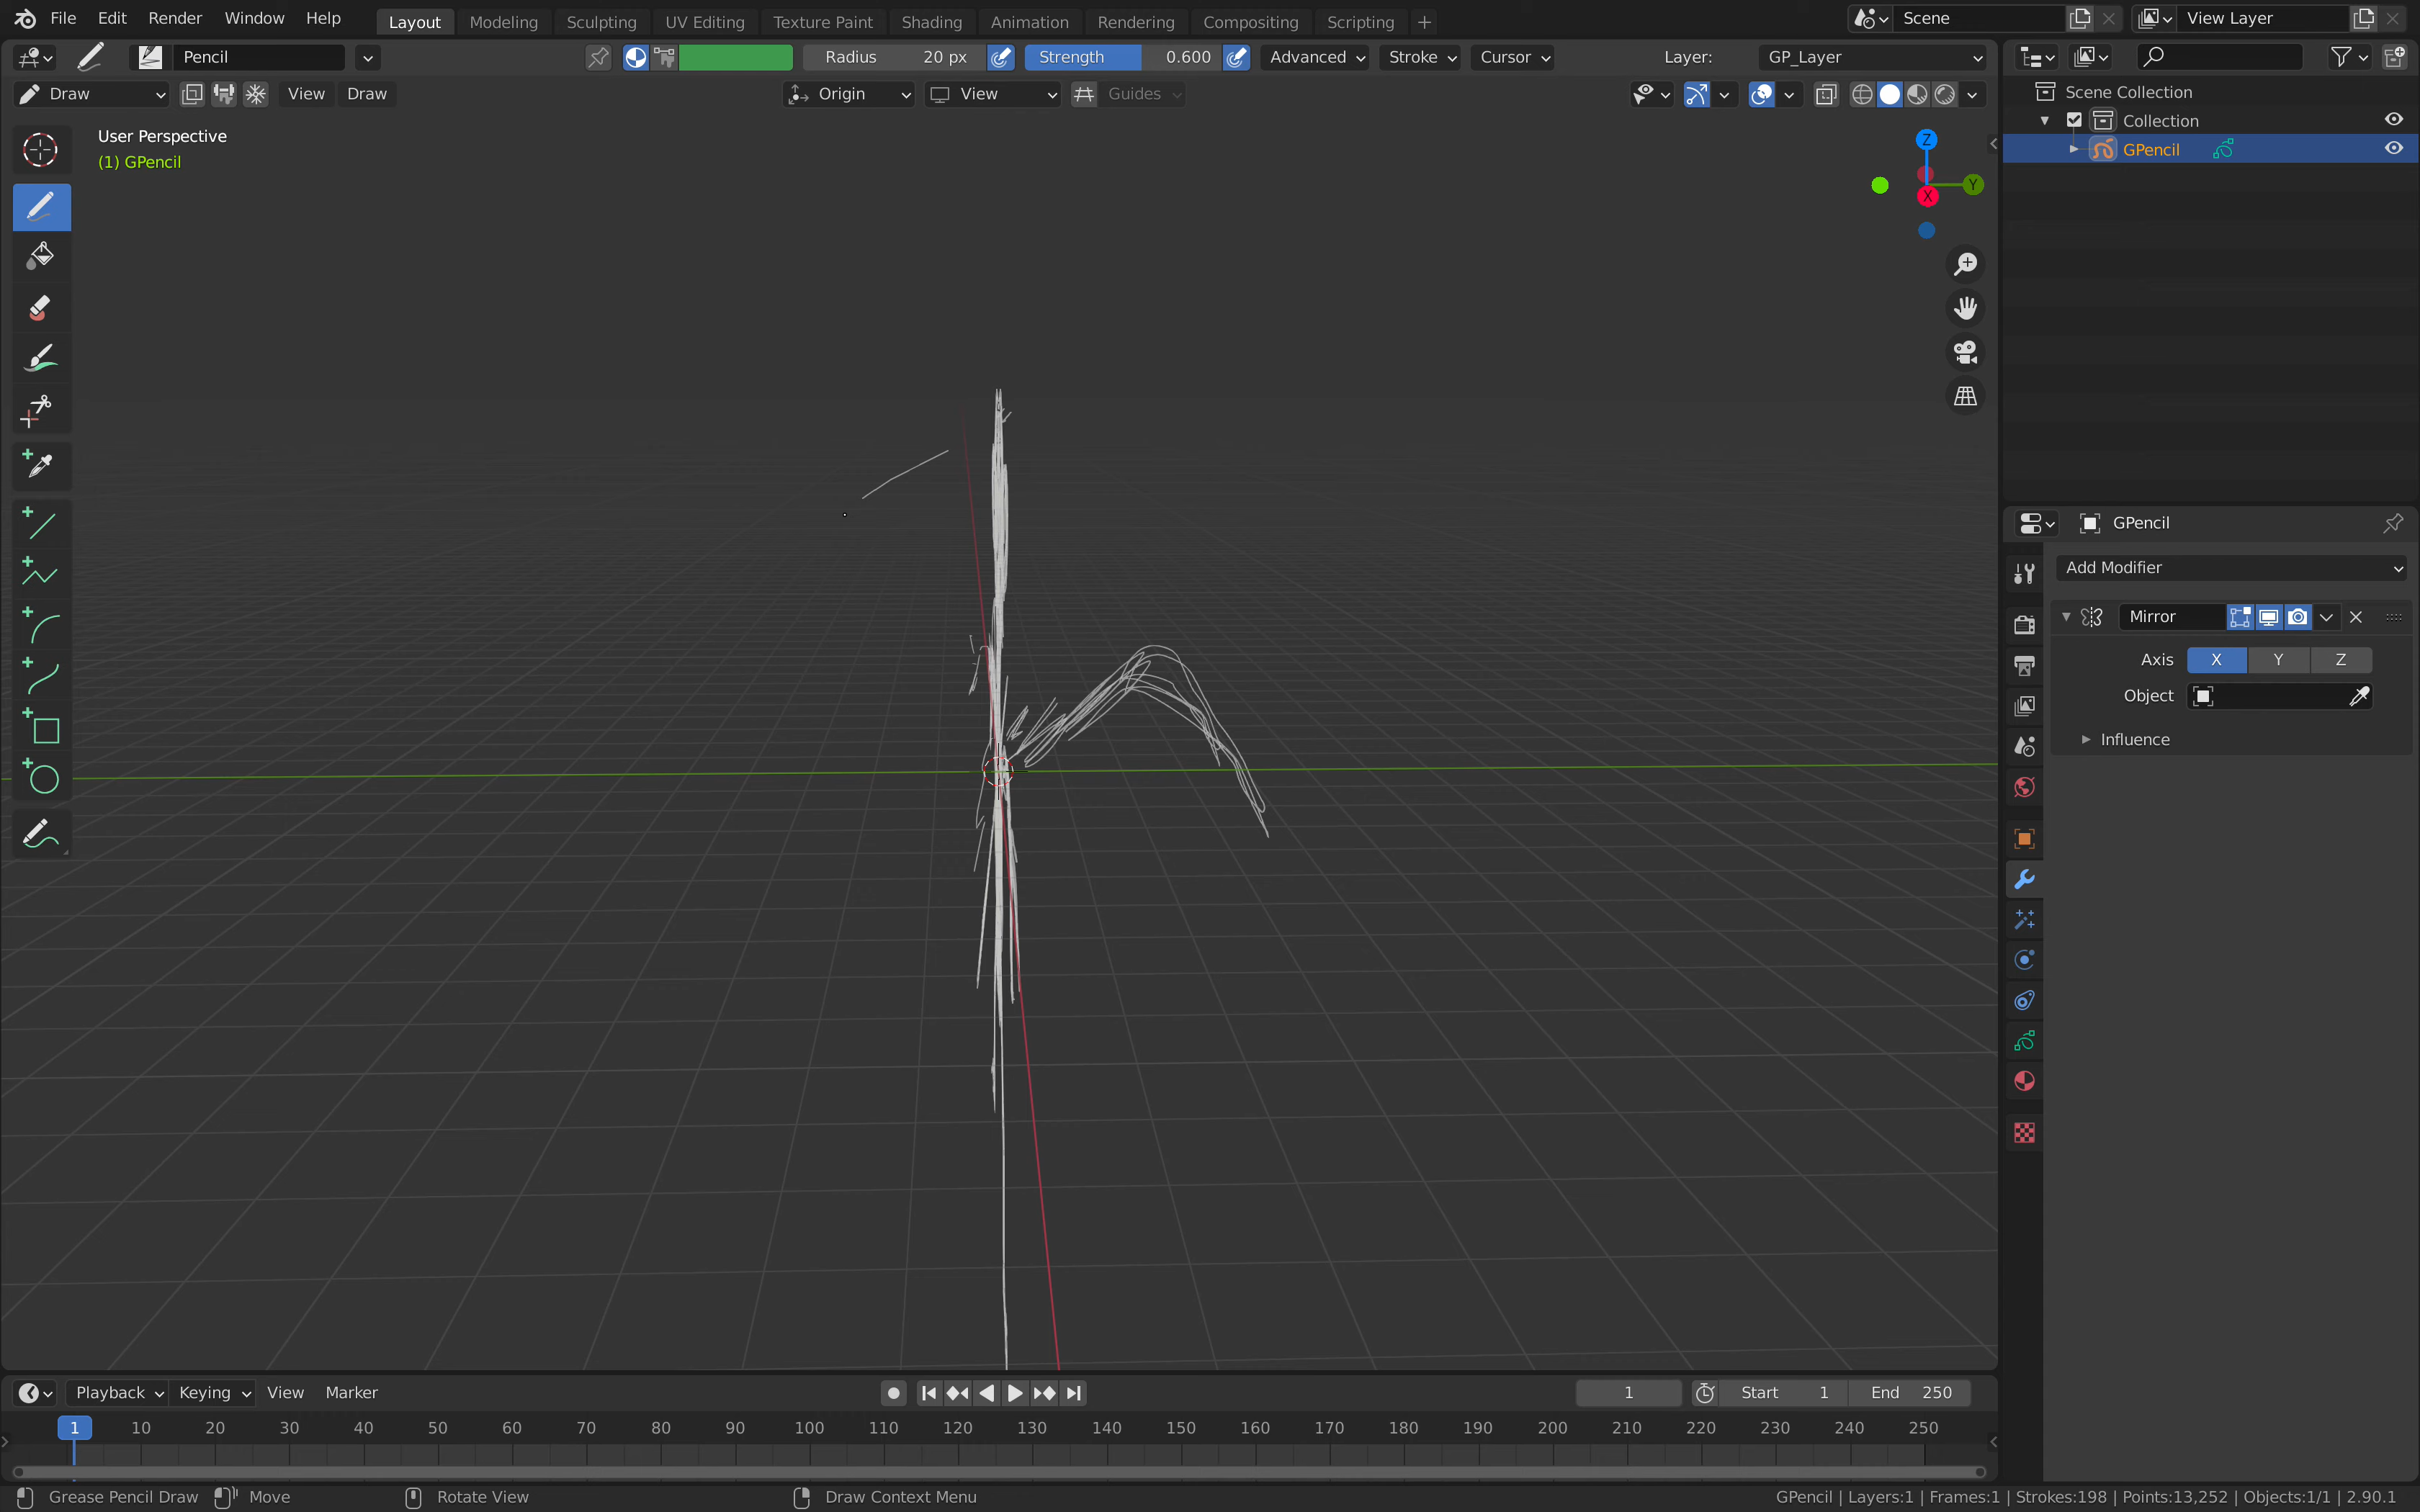 File Edit Render Window Help Layout Modeling Sculpting UV Editing Texture Paint Shading Animation Rendering Compositing Scripting + Scene View Layer
Pencil Radius 20 px Strength 0.600 Advanced Stroke Cursor Layer: GP_Layer
Draw View Draw Origin View Guides
Scene Collection
Collection
GPencil
User Perspective
(1) GPencil
Z
Y
X
GPencil
Add Modifier
Mirror
Axis X Y Z
Object
Influence
Playback Keying View Marker 1 Start 1 End 250
1 10 20 30 40 50 60 70 80 90 100 110 120 130 140 150 160 170 180 190 200 210 220 230 240 250
Grease Pencil Draw Move Rotate View Draw Context Menu GPencil | Layers:1 | Frames:1 | Strokes:198 | Points:13,252 | Objects:1/1 | 2.90.1